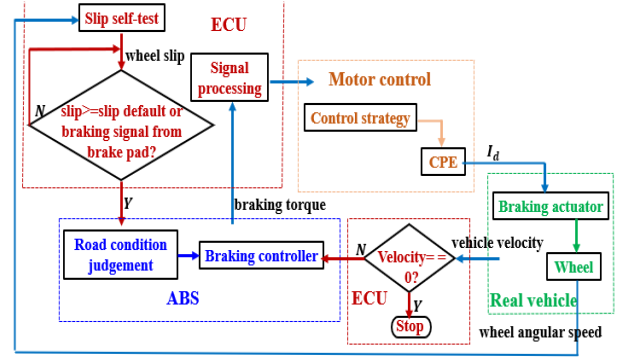 Slip self-test
ECU
wheel slip
Signal
processing
Motor control
N
slip>=slip default or
braking signal from
brake pad?
Control strategy
CPE
I_d
Y
braking torque
Braking actuator
Road condition
judgement
Braking controller
N
Velocity= =
0?
vehicle velocity
Wheel
ABS
ECU
Y
Stop
Real vehicle
wheel angular speed